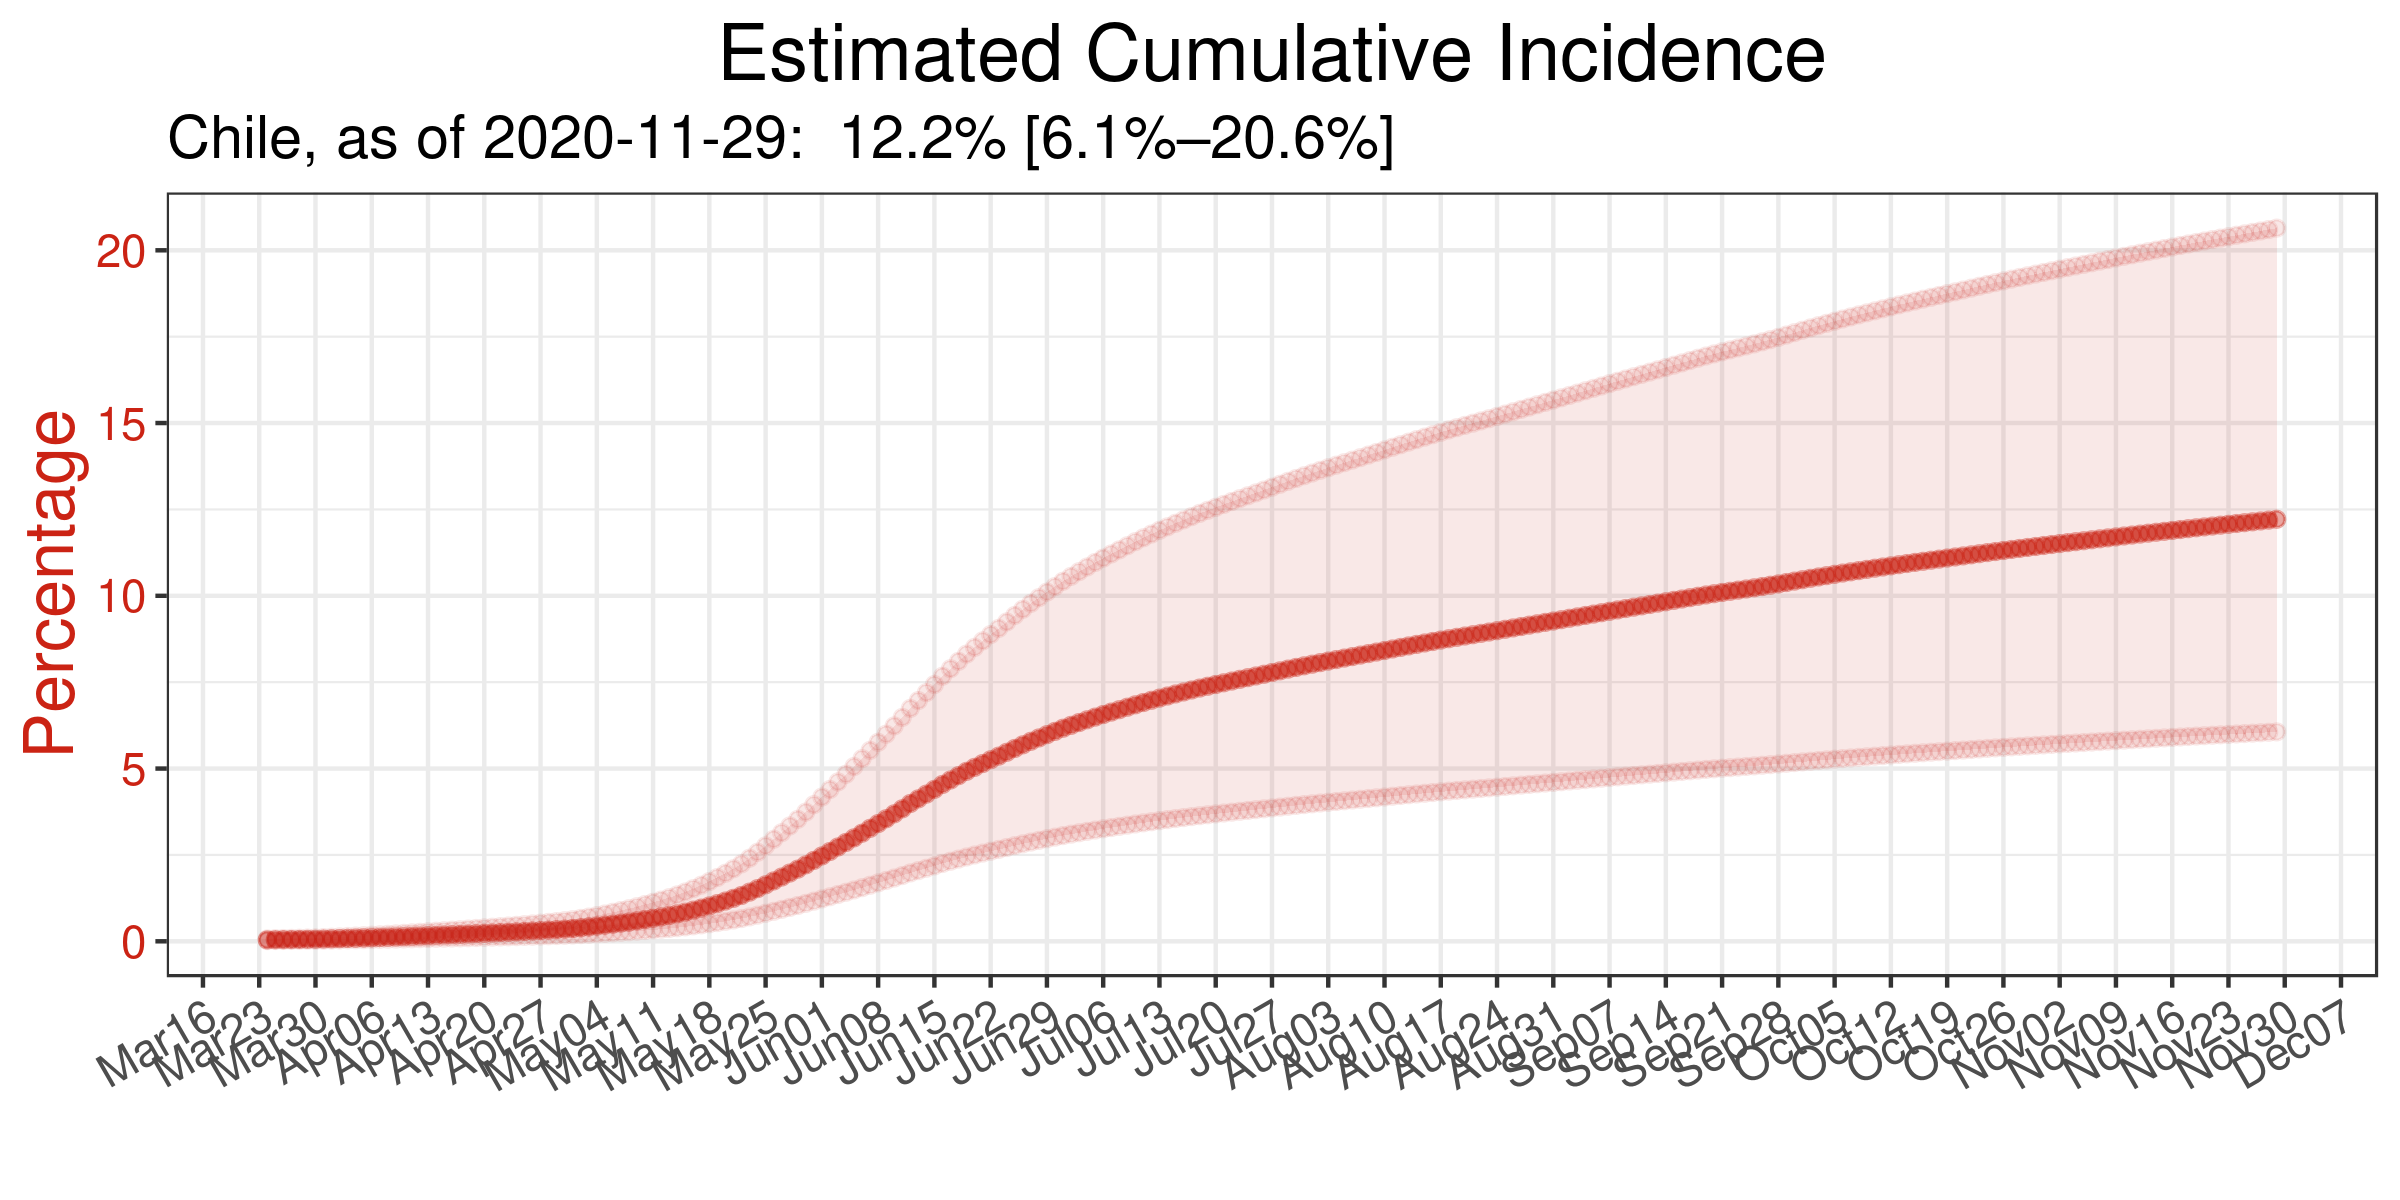 Estimated Cumulative Incidence
Chile, as of 2020-11-29:  12.2% [6.1%–20.6%]
Percentage
20
15
10
5
0
Mar16
Mar23
Mar30
Apr06
Apr13
Apr20
Apr27
May04
May11
May18
May25
Jun01
Jun08
Jun15
Jun22
Jun29
Jul06
Jul13
Jul20
Jul27
Aug03
Aug10
Aug17
Aug24
Aug31
Sep07
Sep14
Sep21
Sep28
Oct05
Oct12
Oct19
Oct26
Nov02
Nov09
Nov16
Nov23
Nov30
Dec07